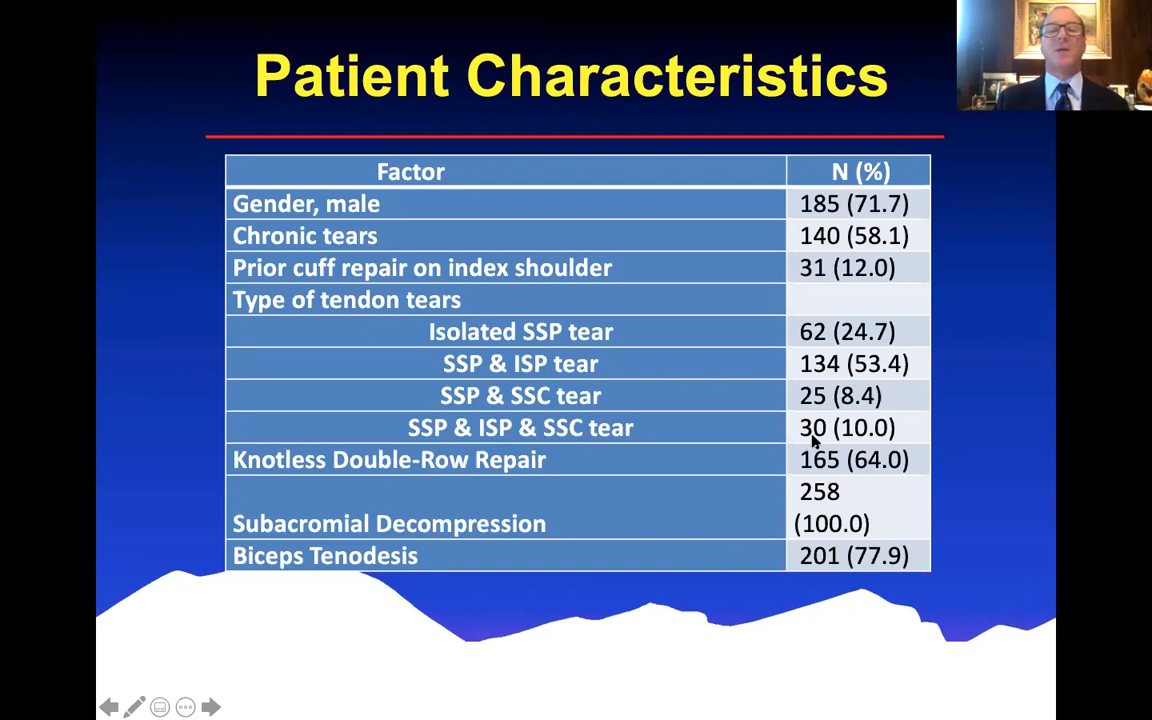 Patient Characteristics
Factor N (%)
Gender, male 185 (71.7)
Chronic tears 140 (58.1)
Prior cuff repair on index shoulder 31 (12.0)
Type of tendon tears
Isolated SSP tear 62 (24.7)
SSP & ISP tear 134 (53.4)
SSP & SSC tear 25 (8.4)
SSP & ISP & SSC tear 30 (10.0)
Knotless Double-Row Repair 165 (64.0)
258
Subacromial Decompression (100.0)
Biceps Tenodesis 201 (77.9)